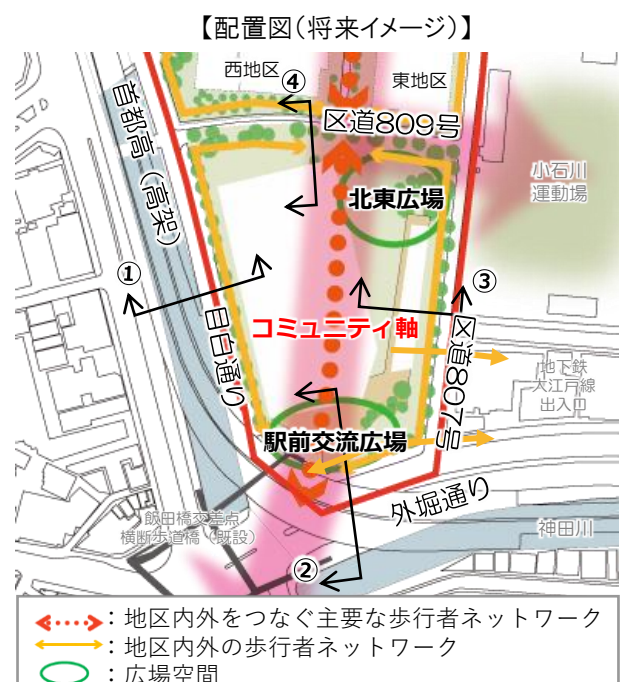 【配置図(将来イメージ)】
西地区
④
東地区
区道809号
首都高(高架)
小石川
運動場
北東広場
①
③
コミュニティ軸
目白通り
区道807号
地下鉄
大江戸線
出入口
駅前交流広場
外堀通り
飯田橋交差点
横断歩道橋(既設)
神田川
②
：地区内外をつなぐ主要な歩行者ネットワーク
：地区内外の歩行者ネットワーク
：広場空間